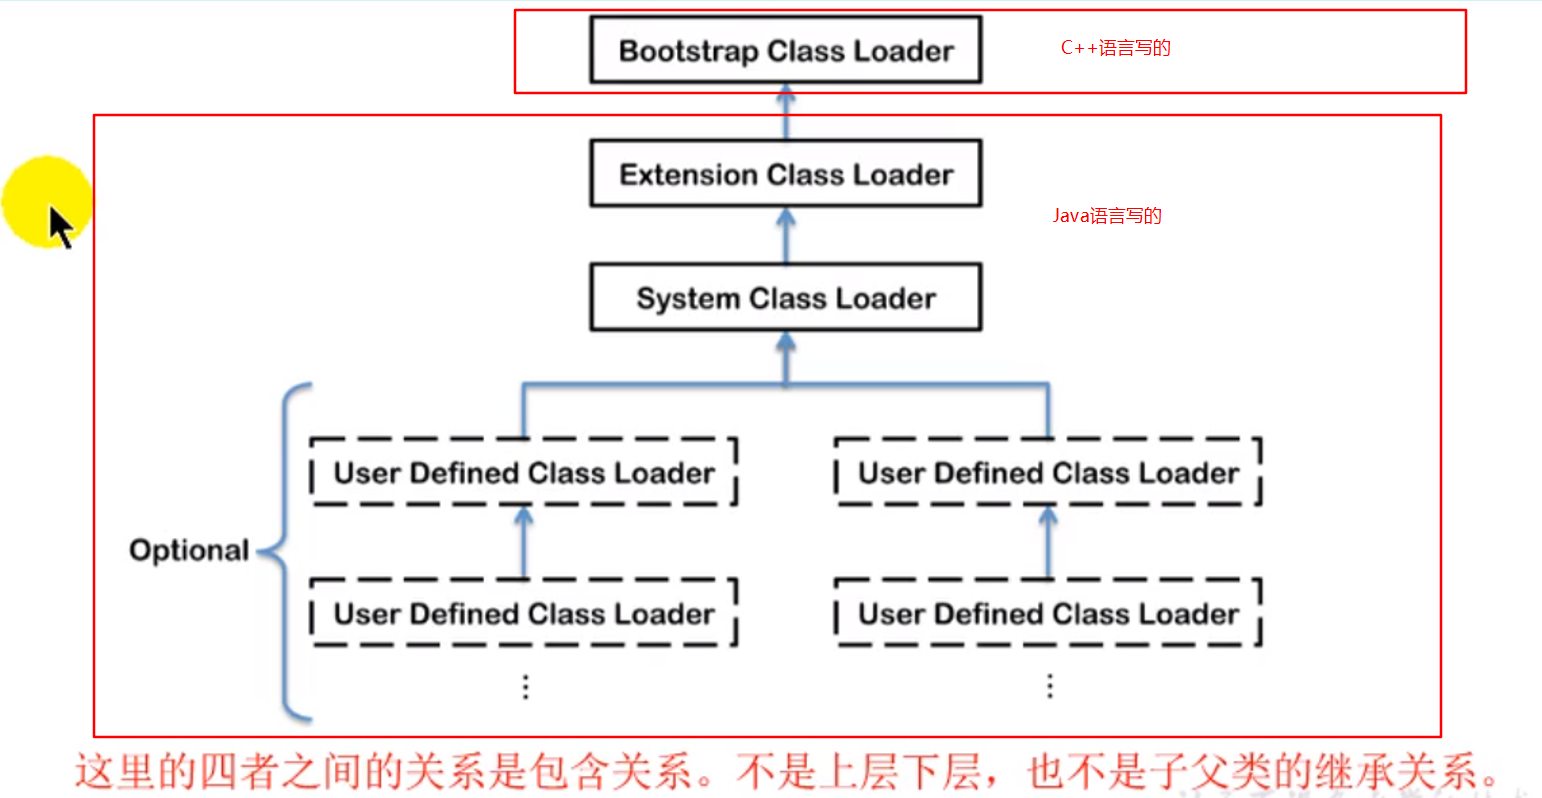 Bootstrap Class Loader
C++语言写的
Extension Class Loader
Java语言写的
System Class Loader
User Defined Class Loader
User Defined Class Loader
Optional
User Defined Class Loader
User Defined Class Loader
⋮
⋮
这里的四者之间的关系是包含关系。不是上层下层，也不是子父类的继承关系。